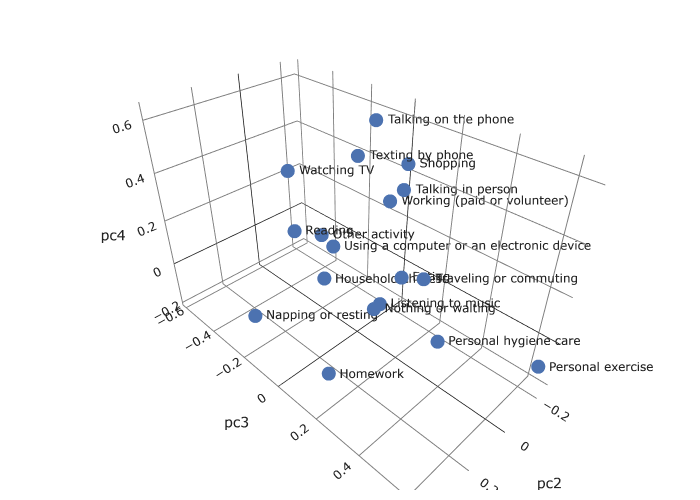 Talking on the phone
0.6
Texting by phone
Shopping
Watching TV
0.4
Talking in person
Working (paid or volunteer)
0.2
pc4
Reading
Other activity
Using a computer or an electronic device
0
Household chores
Eating
Traveling or commuting
−0.2
−0.6
Listening to music
Nothing or waiting
Napping or resting
−0.4
Personal hygiene care
−0.2
Personal exercise
Homework
0
−0.2
pc3
0.2
0
0.4
pc2